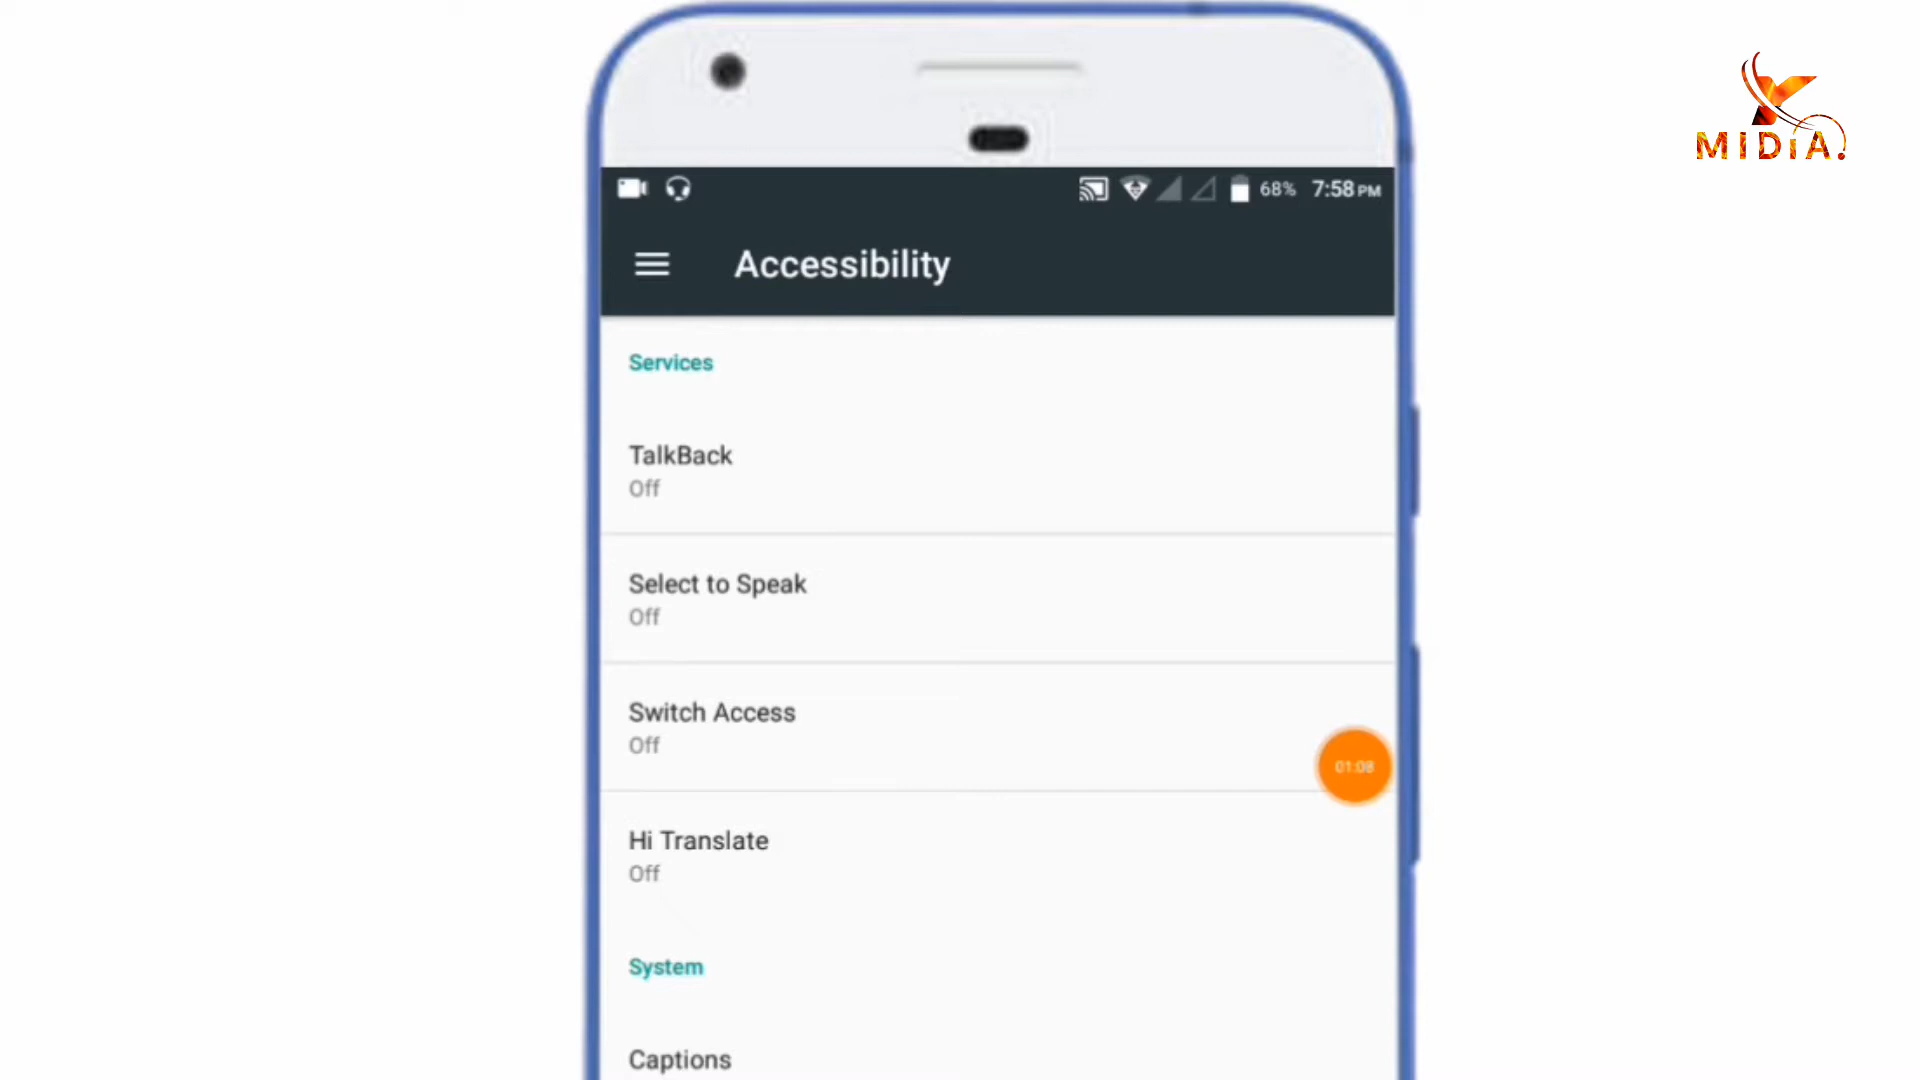 MIDiA.
68% 7:58 PM
Accessibility
Services
TalkBack
Off
Select to Speak
Off
Switch Access
Off
01:08
Hi Translate
Off
System
Captions